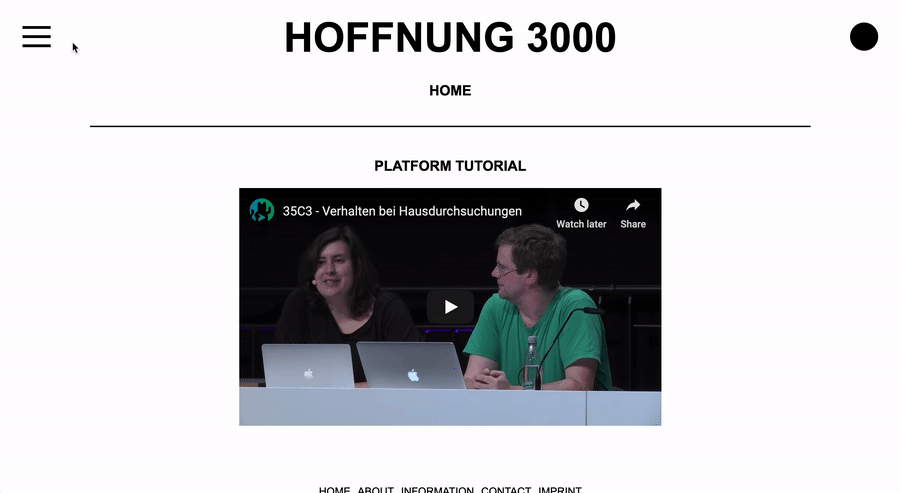 HOFFNUNG 3000
HOME
PLATFORM TUTORIAL
35C3 - Verhalten bei Hausdurchsuchungen
Watch later
Share
HOME ABOUT INFORMATION CONTACT IMPRINT